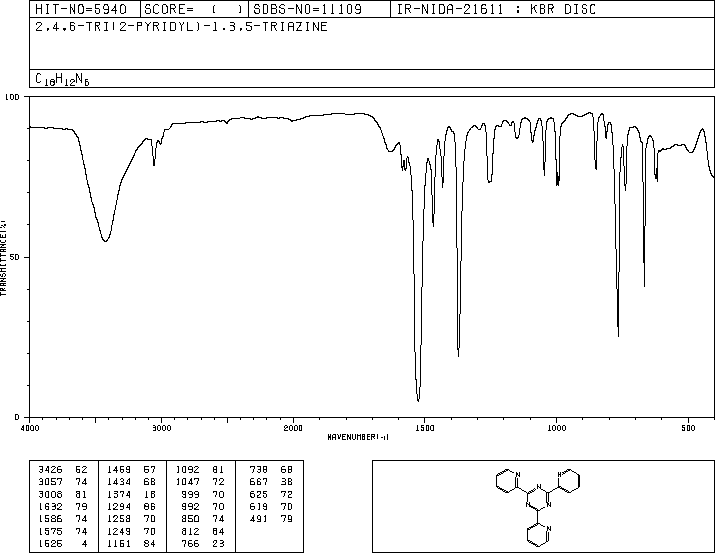 HIT-NO=5940 SCORE= ( ) SDBS-NO=11109 IR-NIDA-21611 : KBR DISC
2,4,6-TRI(2-PYRIDYL)-1,3,5-TRIAZINE
C18H12N6
100
50
0
TRANSMITTANCE(%)
4000 3000 2000 1500 1000 500
WAVENUMBER(-1)
3426 52 1469 57 1092 81 738 68
3057 74 1434 68 1047 72 667 38
3008 81 1374 18 999 70 625 72
1632 79 1294 86 992 70 619 70
1586 74 1258 70 850 74 491 79
1575 74 1249 70 812 84
1526 4 1151 84 766 23
N N
N N
N
N